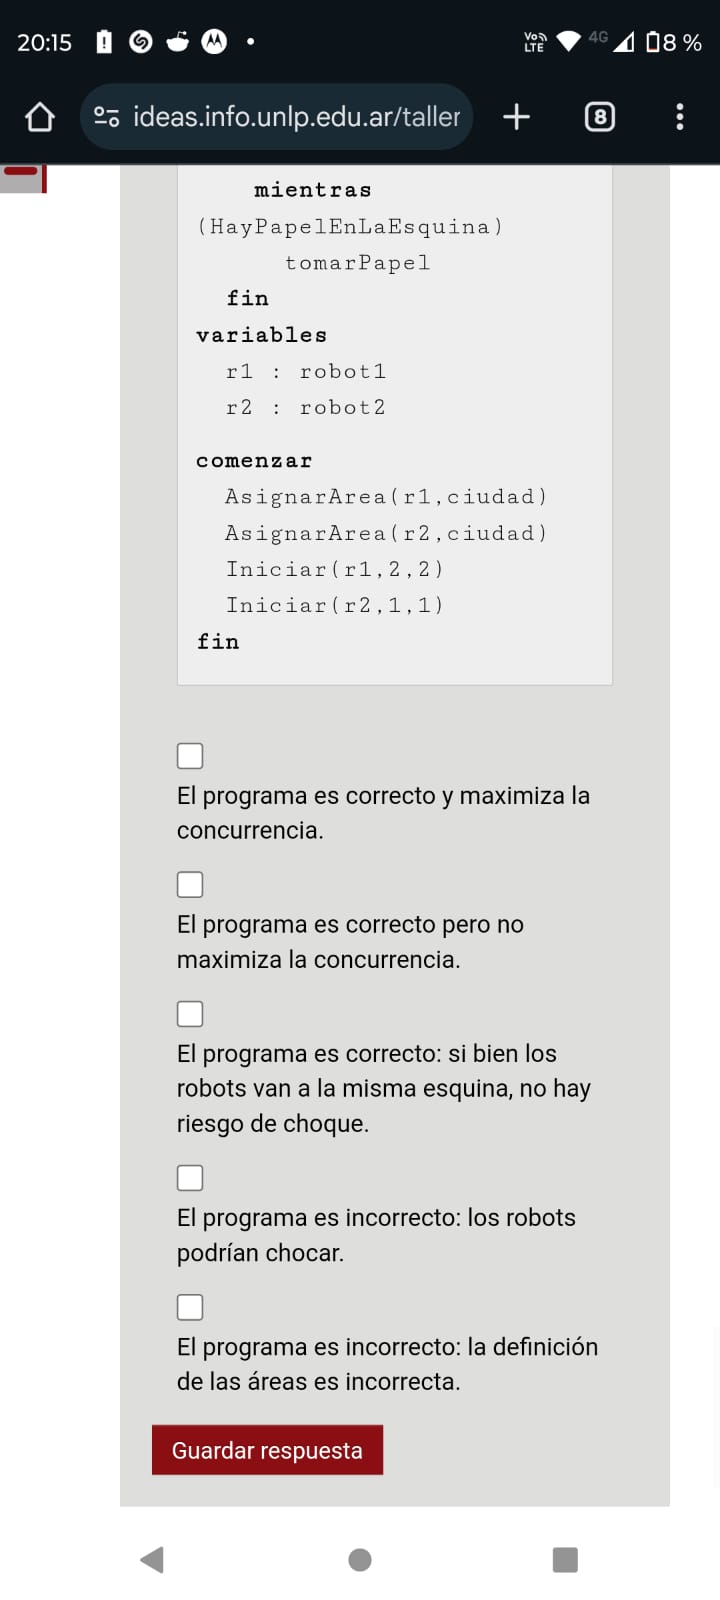 20:15
VoD LTE 4G 8 %
ideas.info.unlp.edu.ar/taller
8
mientras
(HayPapelEnLaEsquina)
tomarPapel
fin
variables
r1 : robot1
r2 : robot2
comenzar
AsignarArea(r1,ciudad)
AsignarArea(r2,ciudad)
Iniciar(r1,2,2)
Iniciar(r2,1,1)
fin
El programa es correcto y maximiza la
concurrencia.
El programa es correcto pero no
maximiza la concurrencia.
El programa es correcto: si bien los
robots van a la misma esquina, no hay
riesgo de choque.
El programa es incorrecto: los robots
podrían chocar.
El programa es incorrecto: la definición
de las áreas es incorrecta.
Guardar respuesta